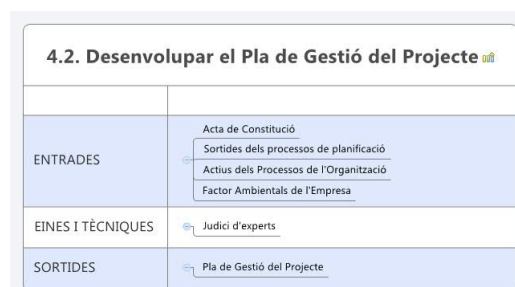 4.2. Desenvolupar el Pla de Gestió del Projecte
ENTRADES
Acta de Constitució
Sortides dels processos de planificació
Actius dels Processos de l'Organització
Factor Ambientals de l'Empresa
EINES I TÈCNIQUES
Judici d'experts
SORTIDES
Pla de Gestió del Projecte